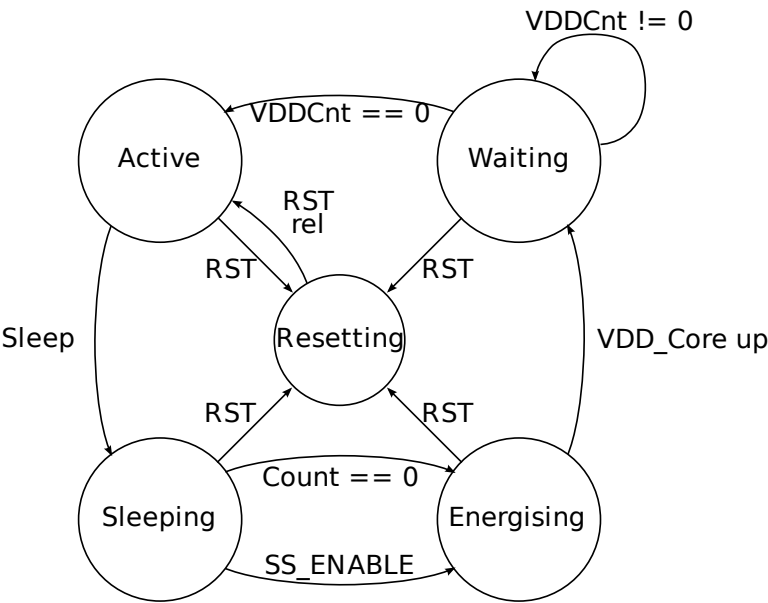 VDDCnt != 0
VDDCnt == 0
Active
Waiting
RST
rel
RST
RST
Resetting
Sleep
VDD_Core up
RST
RST
Count == 0
Sleeping
Energising
SS_ENABLE